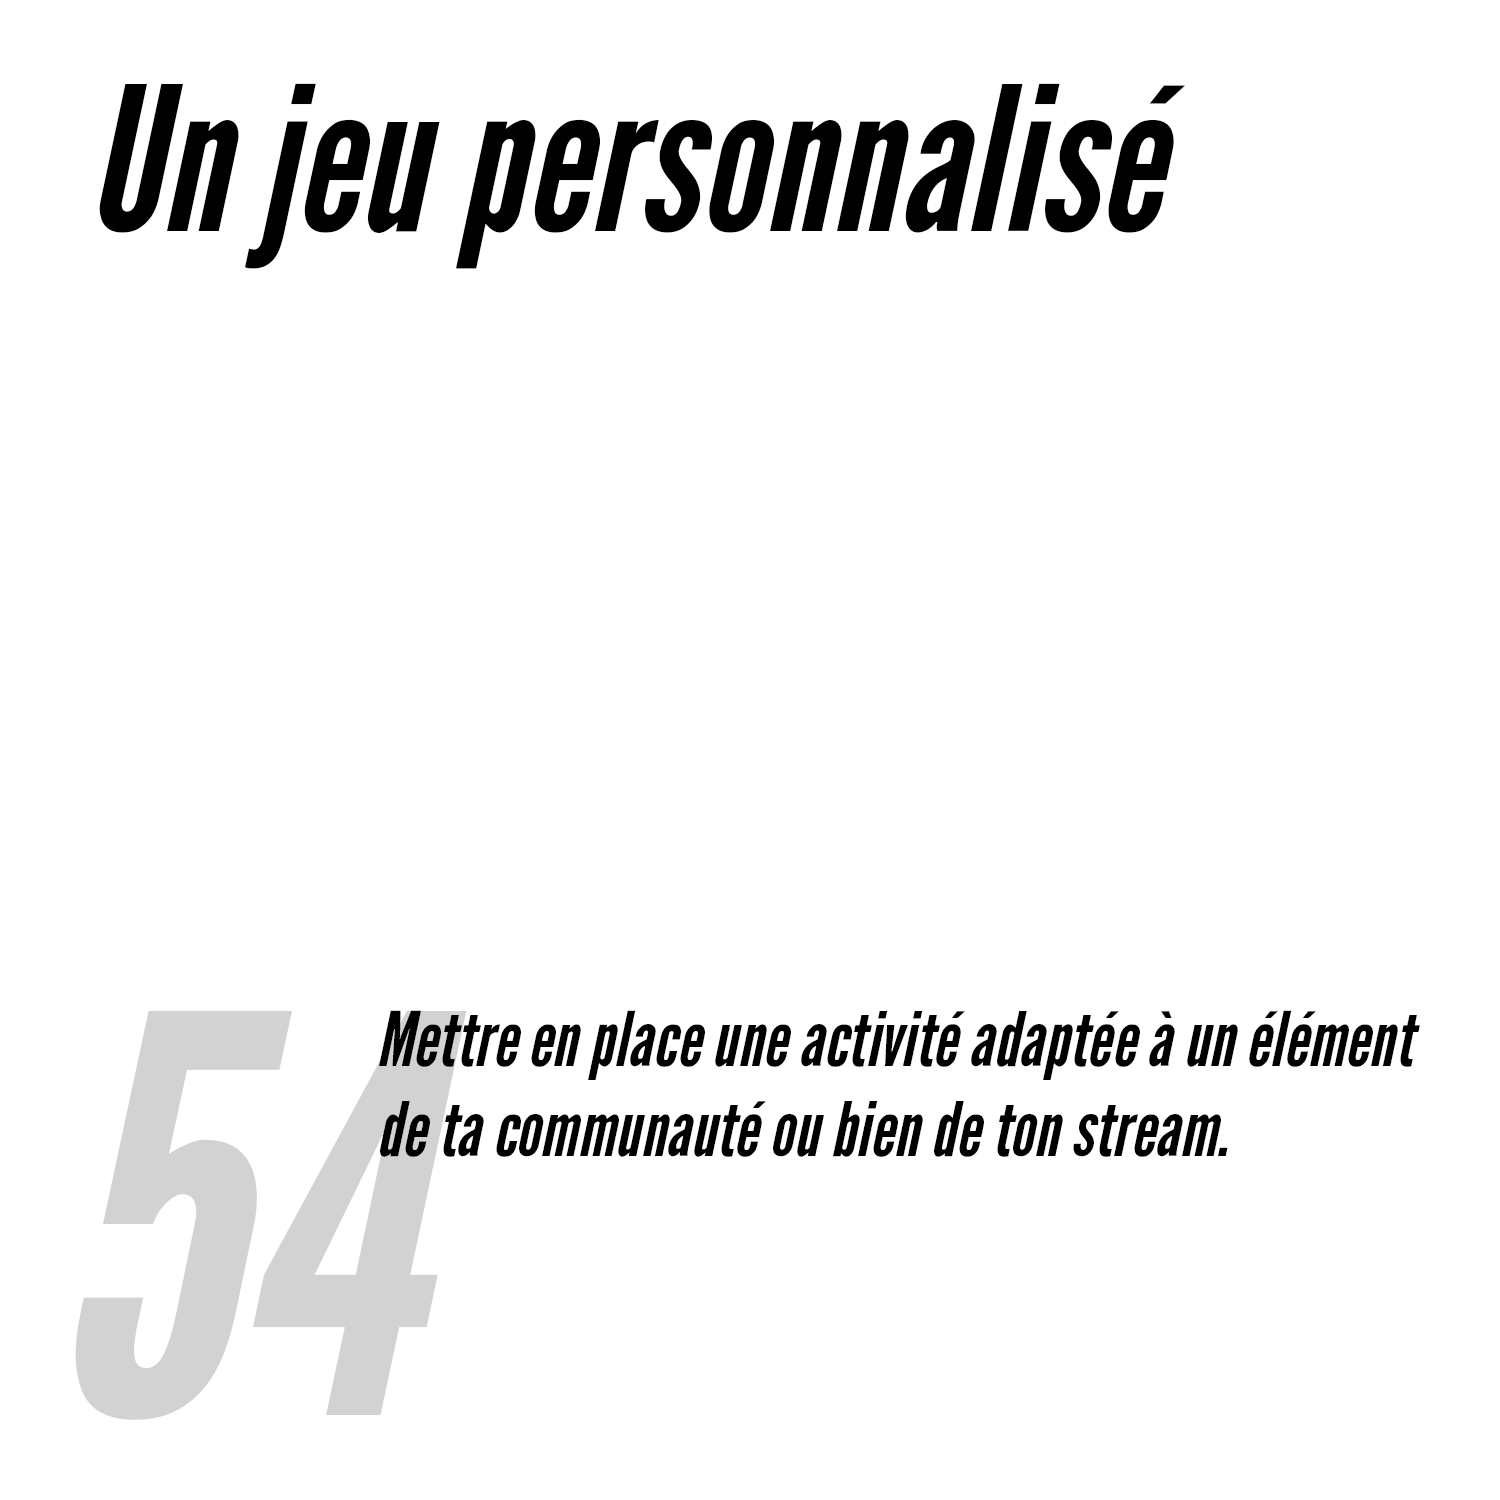 Un jeu personnalisé
Mettre en place une activité adaptée à un élément
de ta communauté ou bien de ton stream.
54